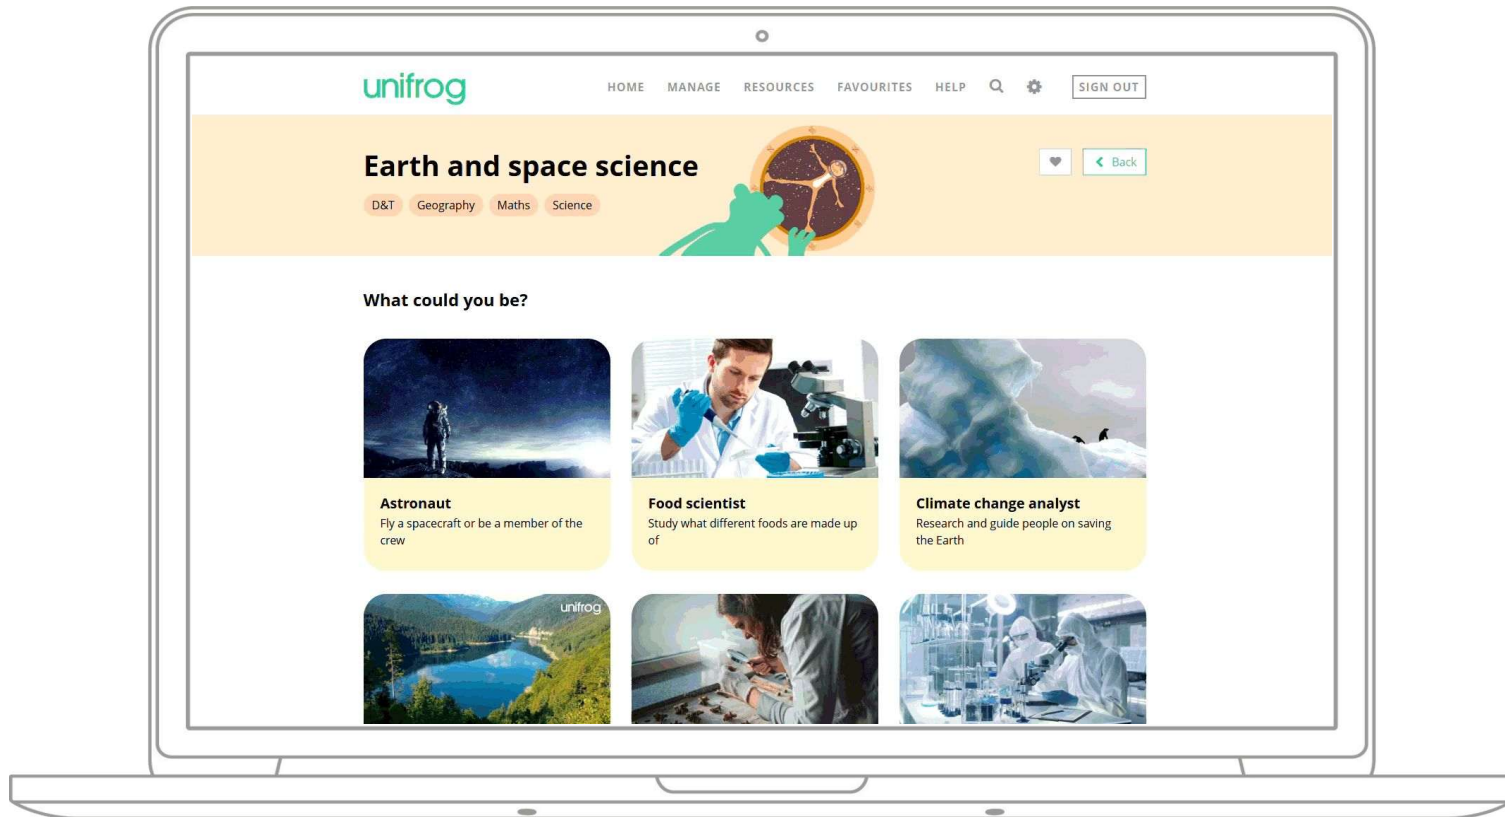 unifrog
HOME MANAGE RESOURCES FAVOURITES HELP SIGN OUT
Earth and space science
Back
D&T Geography Maths Science
What could you be?
Astronaut
Fly a spacecraft or be a member of the
crew
Food scientist
Study what different foods are made up
of
Climate change analyst
Research and guide people on saving
the Earth
unifrog